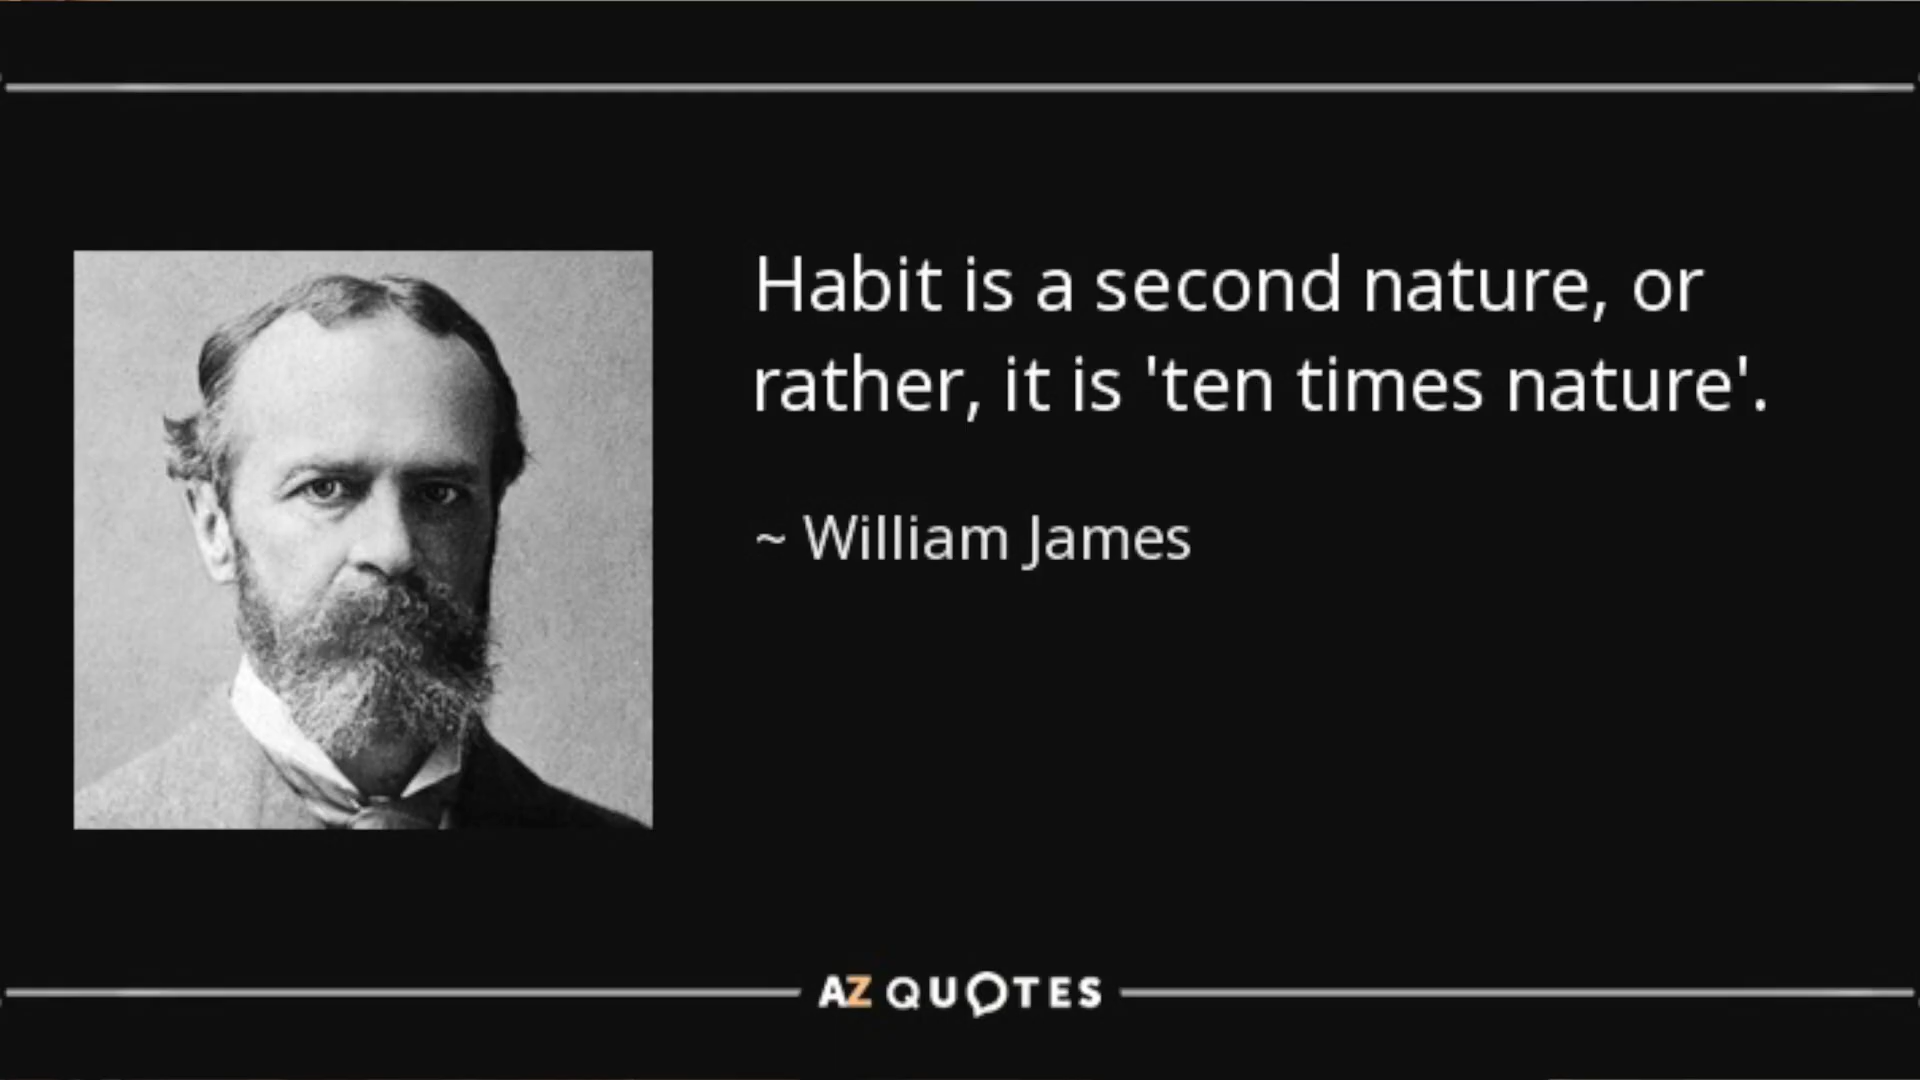 Habit is a second nature, or
rather, it is 'ten times nature'.
~ William James
AZ QUOTES